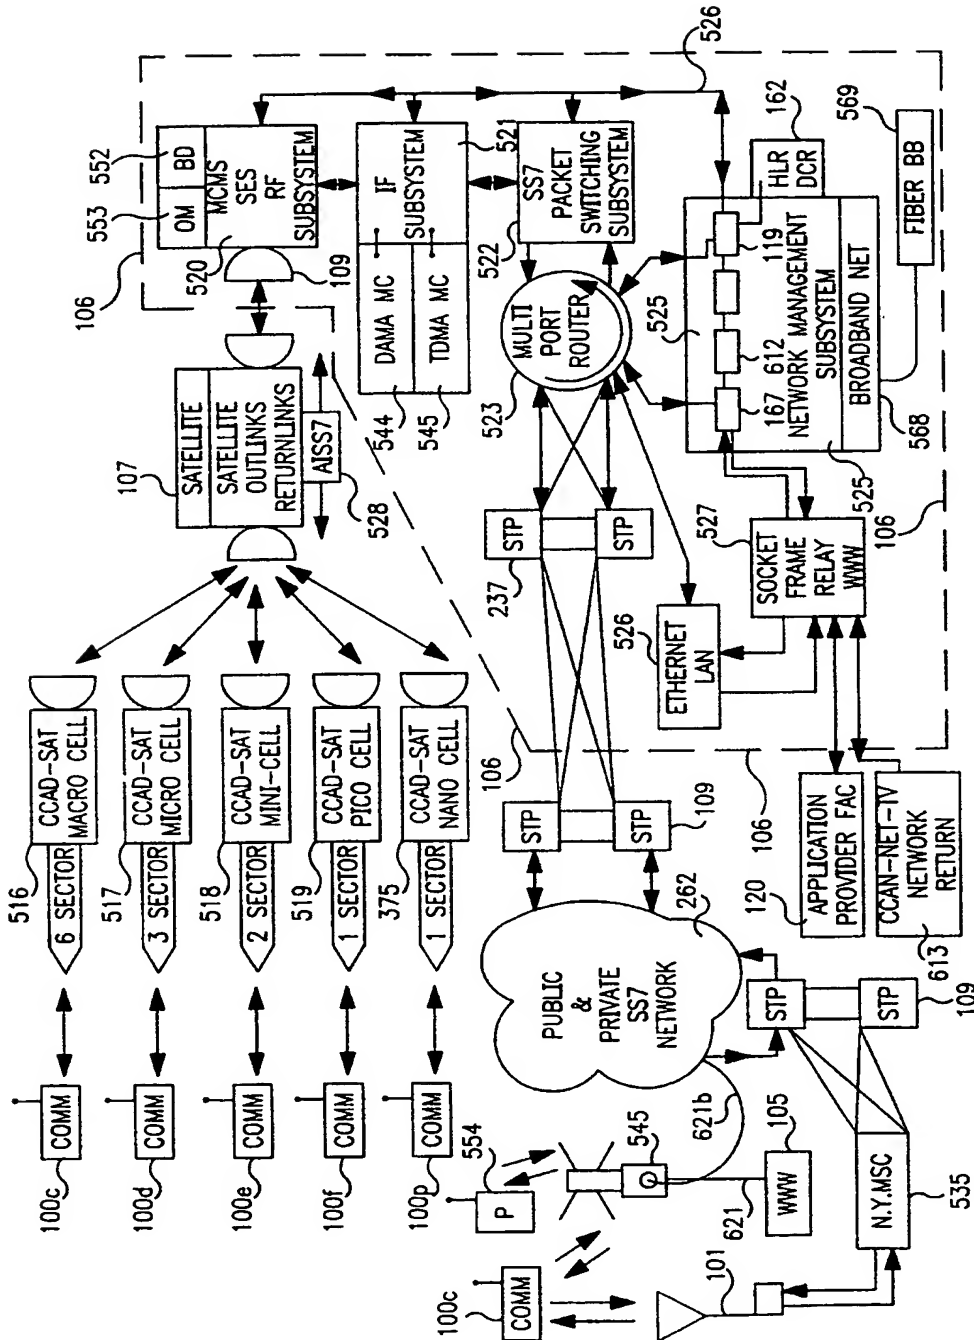 100c
COMM
516
6 SECTOR
CCAD-SAT
MACRO CELL
100d
COMM
517
3 SECTOR
CCAD-SAT
MICRO CELL
100e
COMM
518
2 SECTOR
CCAD-SAT
MINI-CELL
100f
COMM
519
1 SECTOR
CCAD-SAT
PICO CELL
100p
COMM
375
1 SECTOR
CCAD-SAT
NANO CELL
107
SATELLITE
SATELLITE
OUTLINKS
RETURNLINKS
AISS7
528
106
109
553
552
OM
BD
MCMS
SES
RF
SUBSYSTEM
520
DAMA MC
TDMA MC
544
545
IF
SUBSYSTEM
521
SS7
PACKET
SWITCHING
SUBSYSTEM
522
526
MULTI
PORT
ROUTER
523
525
167
612
119
NETWORK MANAGEMENT
SUBSYSTEM
BROADBAND NET
525
568
HLR
DCR
162
FIBER BB
569
106
STP
STP
237
106
ETHERNET
LAN
526
SOCKET
FRAME
RELAY
WWW
527
106
STP
STP
109
PUBLIC
&
PRIVATE
SS7
NETWORK
262
APPLICATION
PROVIDER FAC
120
CCAN-NET-TV
NETWORK
RETURN
613
100c
COMM
P
554
545
621b
621
WWW
105
101
N.Y.MSC
535
STP
STP
109